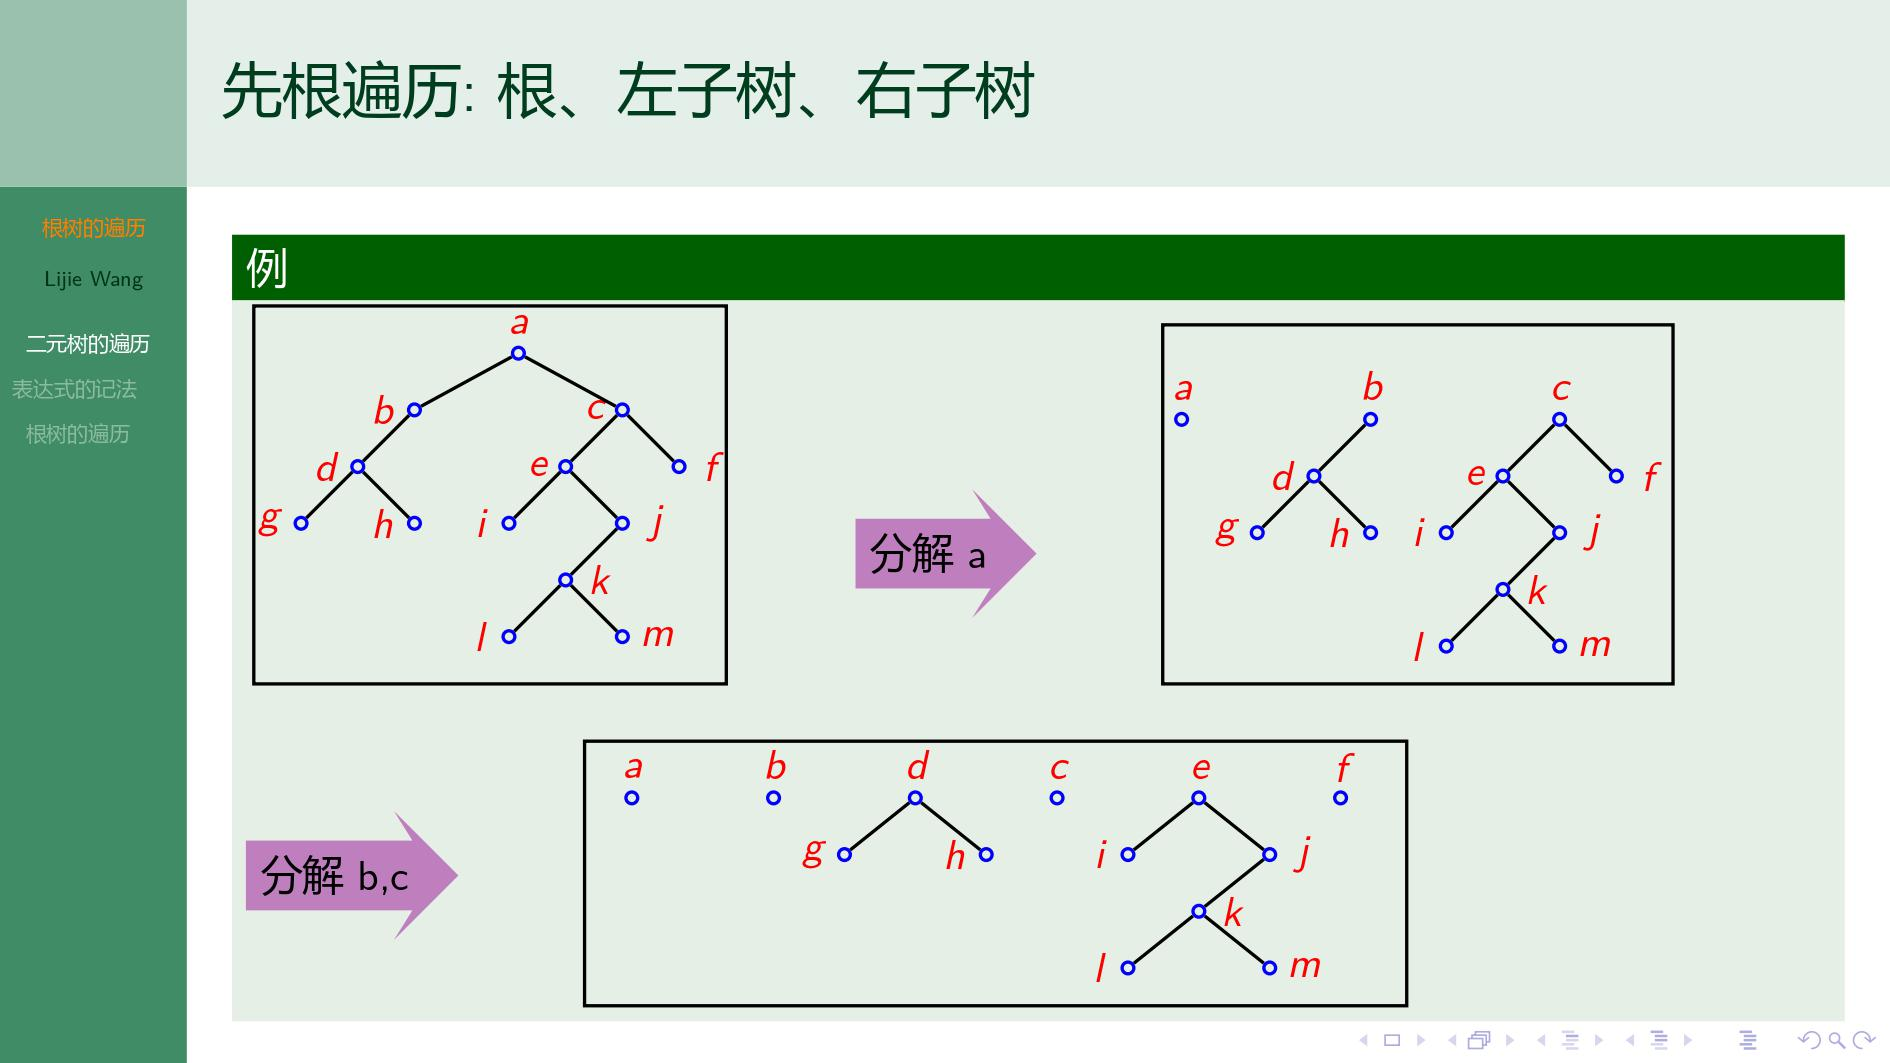 先根遍历: 根、左子树、右子树
根树的遍历
Lijie Wang
二元树的遍历
表达式的记法
根树的遍历
例
a
b
c
d
e
f
g
h
i
j
k
l
m
分解 a
a
b
c
d
e
f
g
h
i
j
k
l
m
分解 b,c
a
b
d
c
e
f
g
h
i
j
k
l
m